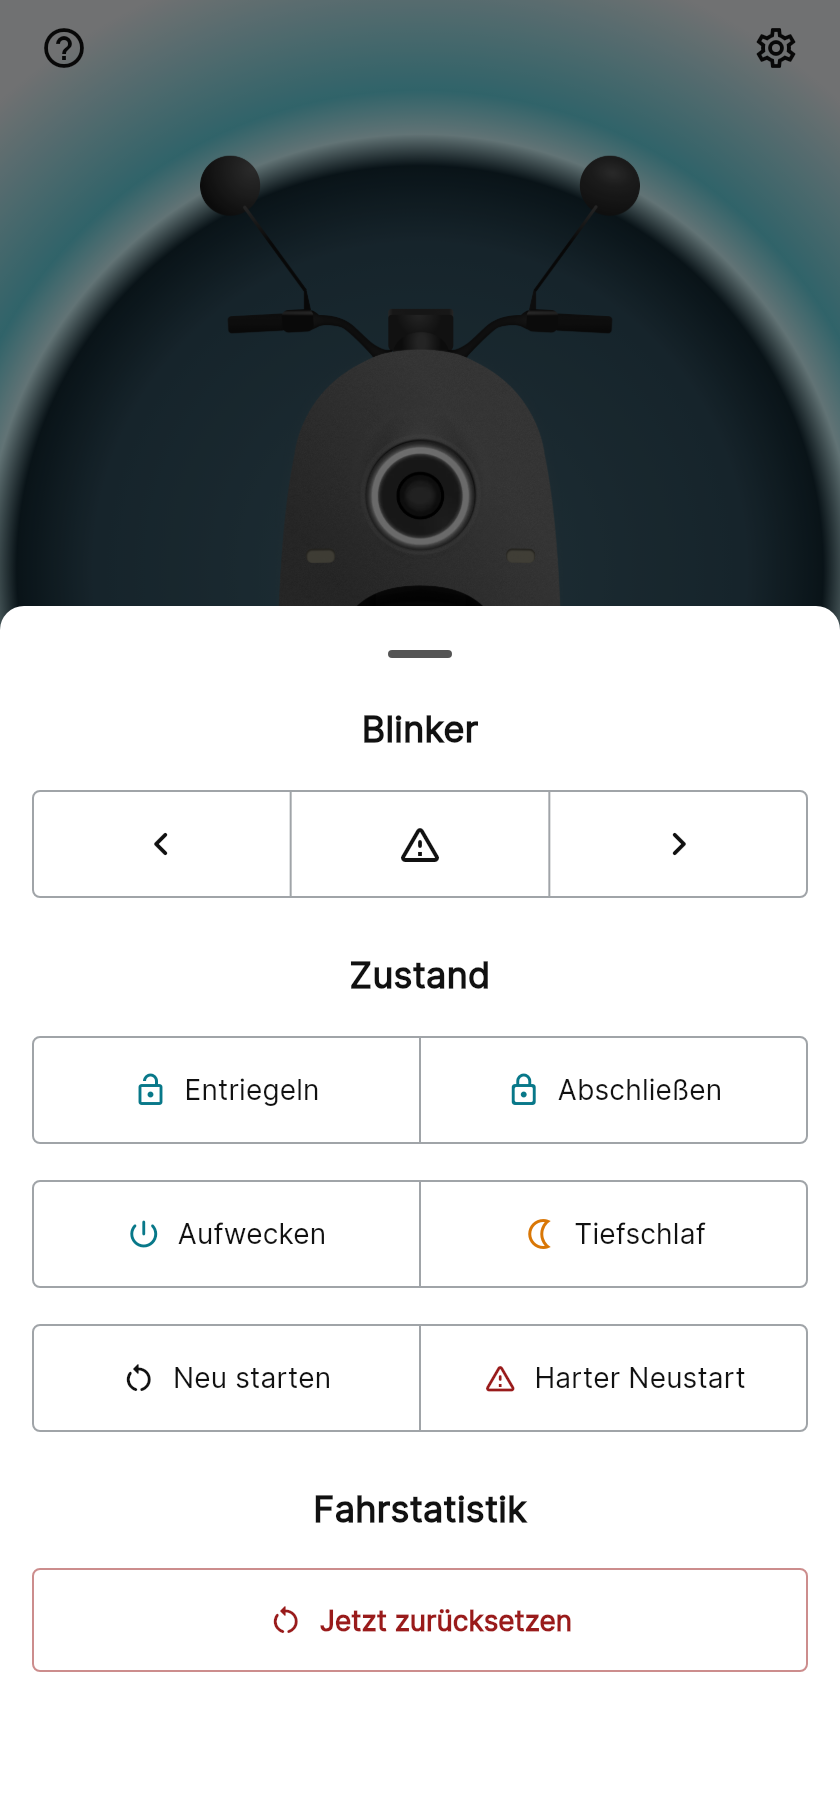 Blinker
Zustand
Entriegeln
Abschließen
Aufwecken
Tiefschlaf
Neu starten
Harter Neustart
Fahrstatistik
Jetzt zurücksetzen